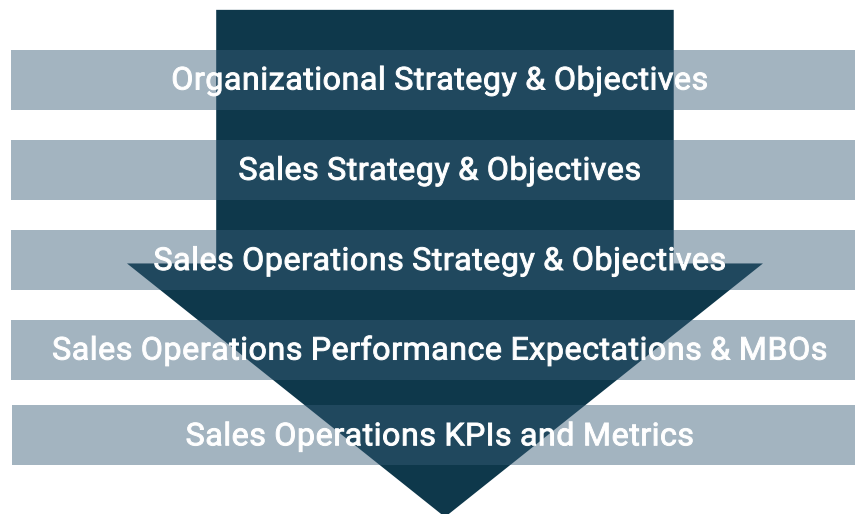 Organizational Strategy & Objectives
Sales Strategy & Objectives
Sales Operations Strategy & Objectives
Sales Operations Performance Expectations & MBOs
Sales Operations KPIs and Metrics